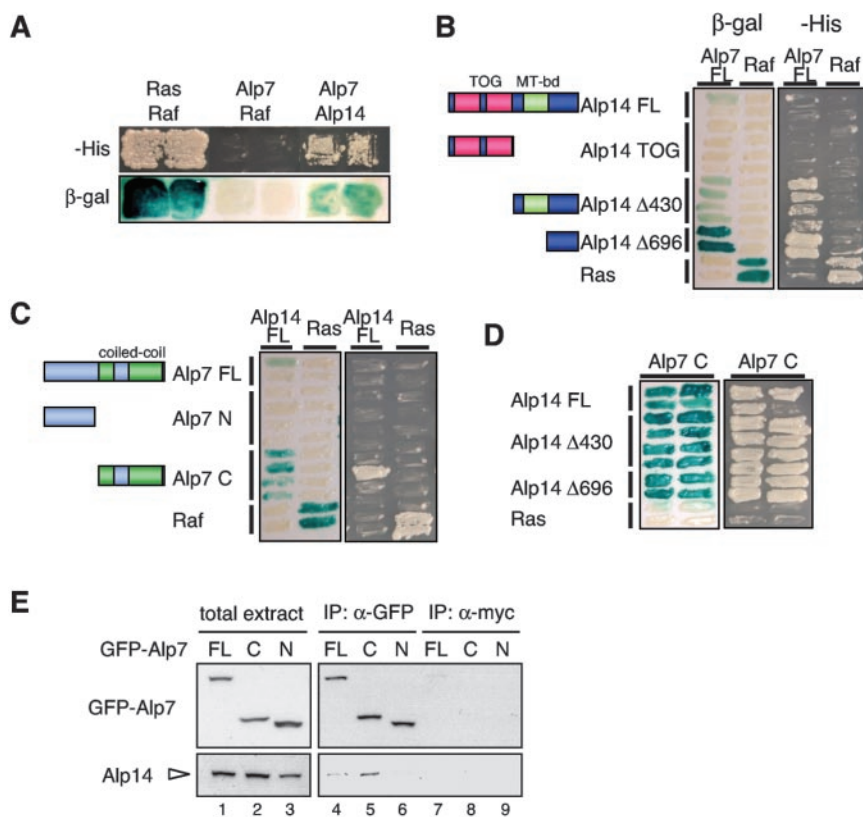 A
Ras Raf
Alp7 Raf
Alp7 Alp14
-His
β-gal
B
β-gal
-His
Alp7 FL
Raf
Alp7 FL
Raf
TOG
MT-bd
Alp14 FL
Alp14 TOG
Alp14 Δ430
Alp14 Δ696
Ras
C
Alp14 FL
Ras
Alp14 FL
Ras
coiled-coil
Alp7 FL
Alp7 N
Alp7 C
Raf
D
Alp7 C
Alp7 C
Alp14 FL
Alp14 Δ430
Alp14 Δ696
Ras
E
total extract
IP: α-GFP
IP: α-myc
GFP-Alp7
FL C N
FL C N
FL C N
GFP-Alp7
Alp14
1 2 3 4 5 6 7 8 9